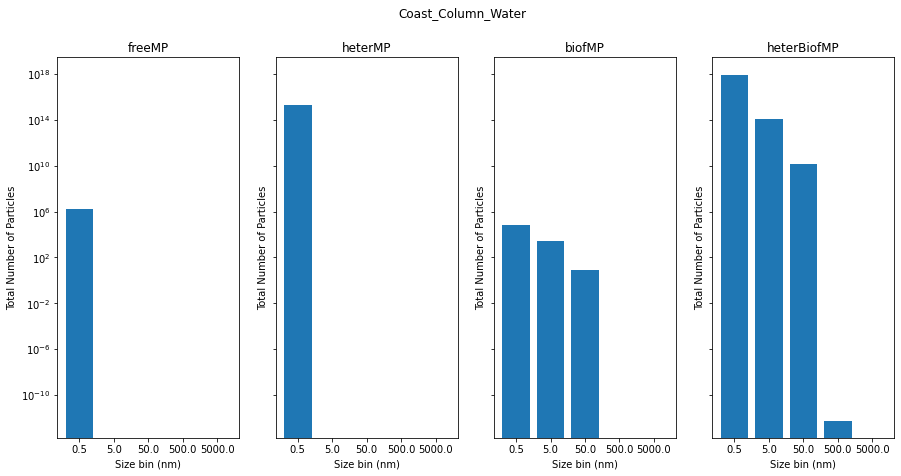 Coast_Column_Water
freeMP
heterMP
biofMP
heterBiofMP
Total Number of Particles
10^18
10^14
10^10
10^6
10^2
10^−2
10^−6
10^−10
0.5 5.0 50.0 500.0 5000.0
Size bin (nm)
Total Number of Particles
0.5 5.0 50.0 500.0 5000.0
Size bin (nm)
Total Number of Particles
0.5 5.0 50.0 500.0 5000.0
Size bin (nm)
Total Number of Particles
0.5 5.0 50.0 500.0 5000.0
Size bin (nm)